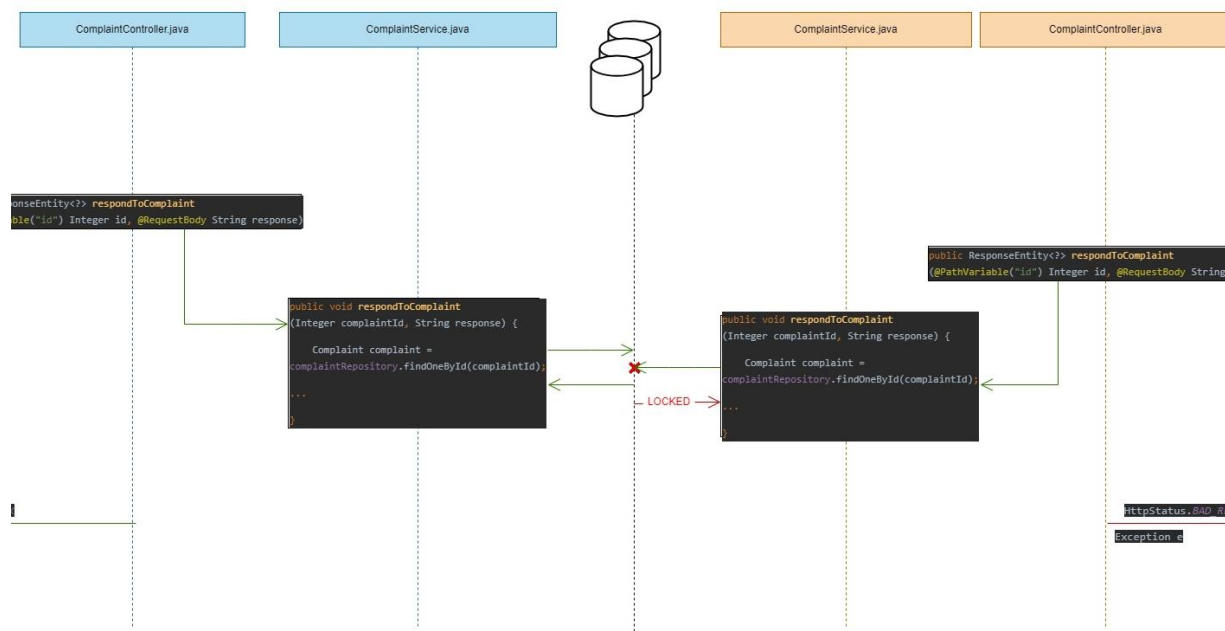 ComplaintController.java
ComplaintService.java
ComplaintService.java
ComplaintController.java
onseEntity<?> respondToComplaint
ble("id") Integer id, @RequestBody String response)
public ResponseEntity<?> respondToComplaint
(@PathVariable("id") Integer id, @RequestBody String
public void respondToComplaint
(Integer complaintId, String response) {
Complaint complaint =
complaintRepository.findOneById(complaintId);
...
}
public void respondToComplaint
(Integer complaintId, String response) {
Complaint complaint =
complaintRepository.findOneById(complaintId);
...
}
LOCKED
HttpStatus.BAD_R
Exception e